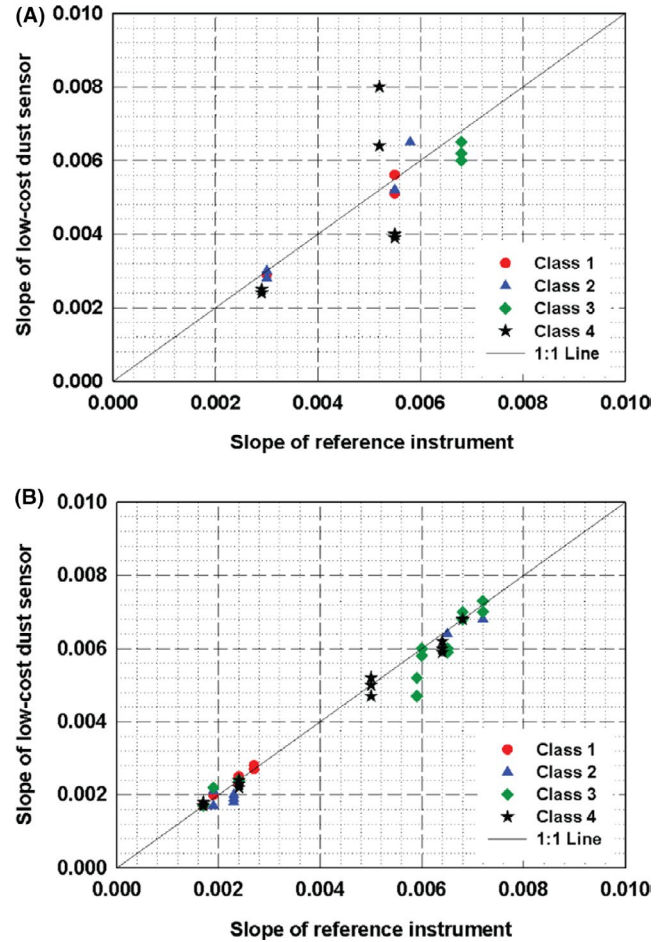 (A)
0.010
0.008
0.006
0.004
0.002
0.000
Slope of low-cost dust sensor
Class 1
Class 2
Class 3
Class 4
1:1 Line
0.000 0.002 0.004 0.006 0.008 0.010
Slope of reference instrument
(B)
0.010
0.008
0.006
0.004
0.002
0.000
Slope of low-cost dust sensor
Class 1
Class 2
Class 3
Class 4
1:1 Line
0.000 0.002 0.004 0.006 0.008 0.010
Slope of reference instrument